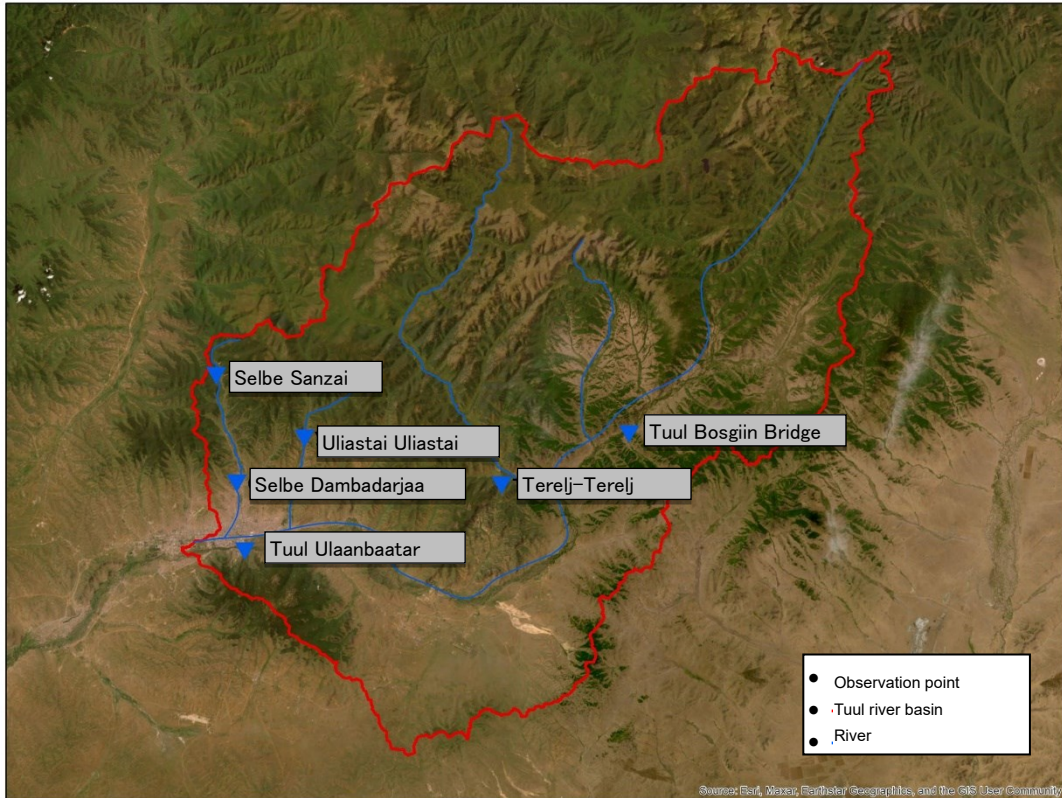 Selbe Sanzai
Uliastai Uliastai
Tuul Bosgiin Bridge
Selbe Dambadarjaa
Terelj-Terelj
Tuul Ulaanbaatar
Observation point
Tuul river basin
River
Source: Esri, Maxar, Earthstar Geographics, and the GIS User Community